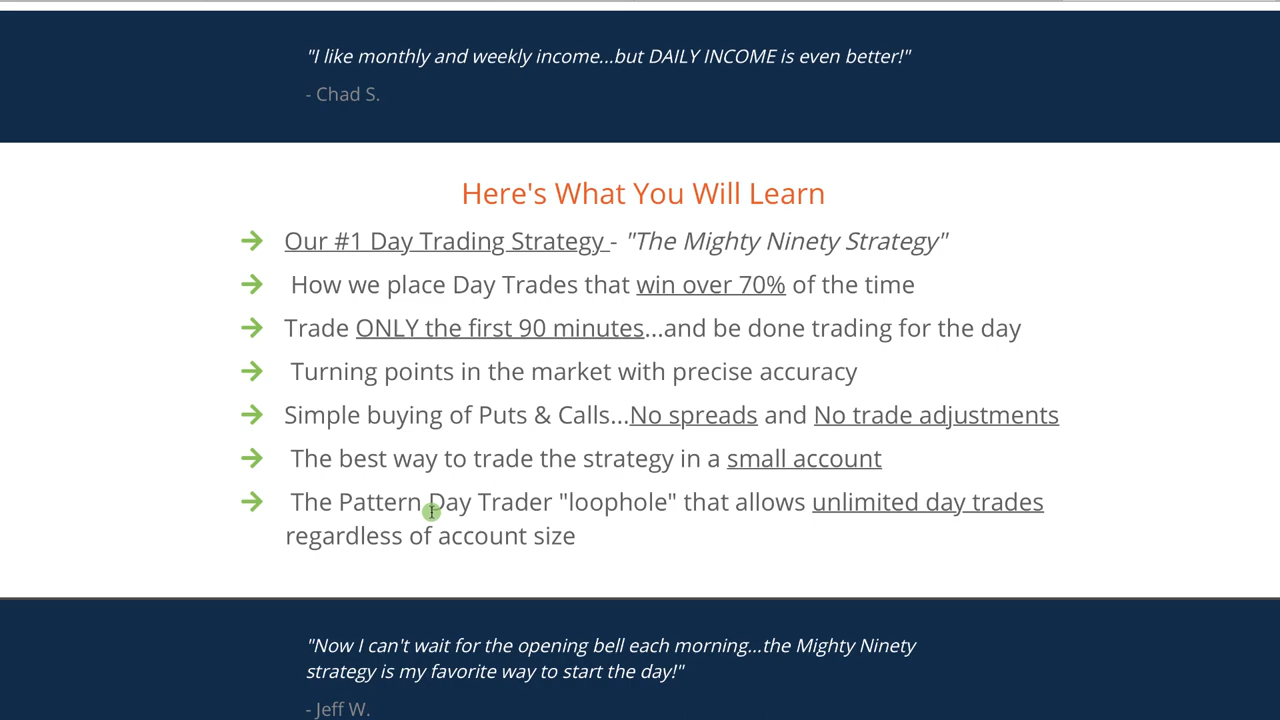 "I like monthly and weekly income...but DAILY INCOME is even better!"
- Chad S.
Here's What You Will Learn
Our #1 Day Trading Strategy - "The Mighty Ninety Strategy"
How we place Day Trades that win over 70% of the time
Trade ONLY the first 90 minutes...and be done trading for the day
Turning points in the market with precise accuracy
Simple buying of Puts & Calls...No spreads and No trade adjustments
The best way to trade the strategy in a small account
The Pattern Day Trader "loophole" that allows unlimited day trades
regardless of account size
"Now I can't wait for the opening bell each morning...the Mighty Ninety
strategy is my favorite way to start the day!"
- Jeff W.